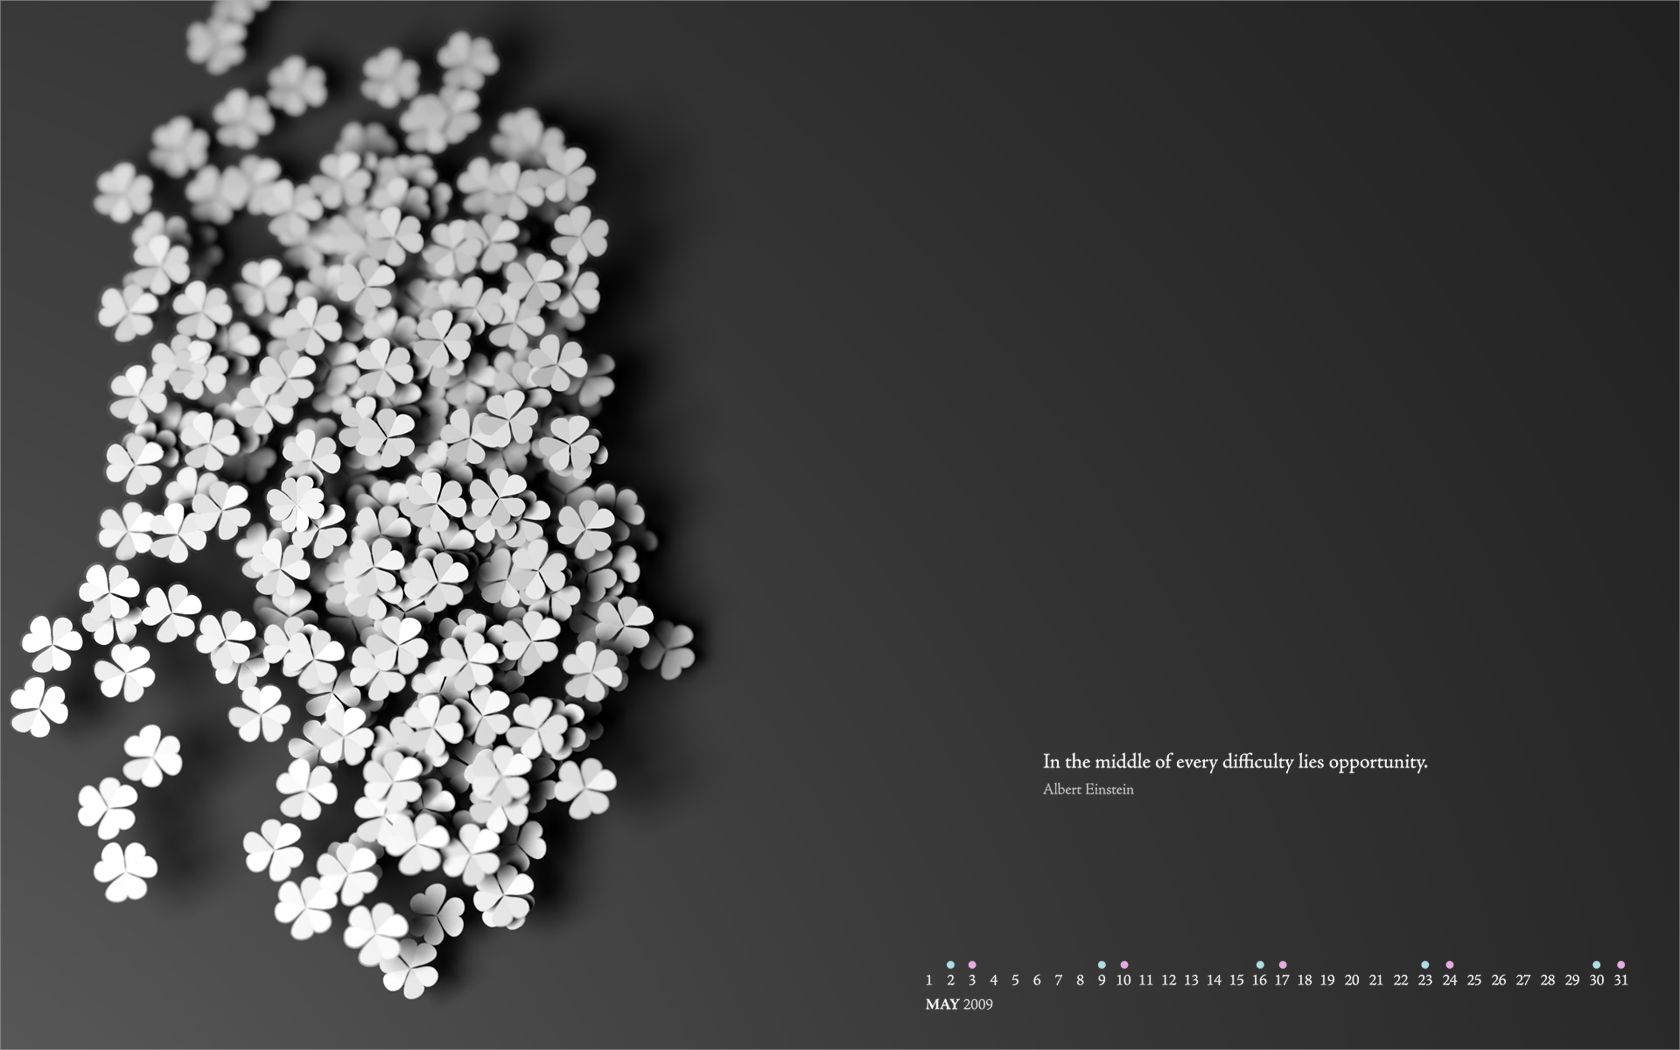 In the middle of every difficulty lies opportunity.
Albert Einstein
1 2 3 4 5 6 7 8 9 10 11 12 13 14 15 16 17 18 19 20 21 22 23 24 25 26 27 28 29 30 31
MAY 2009